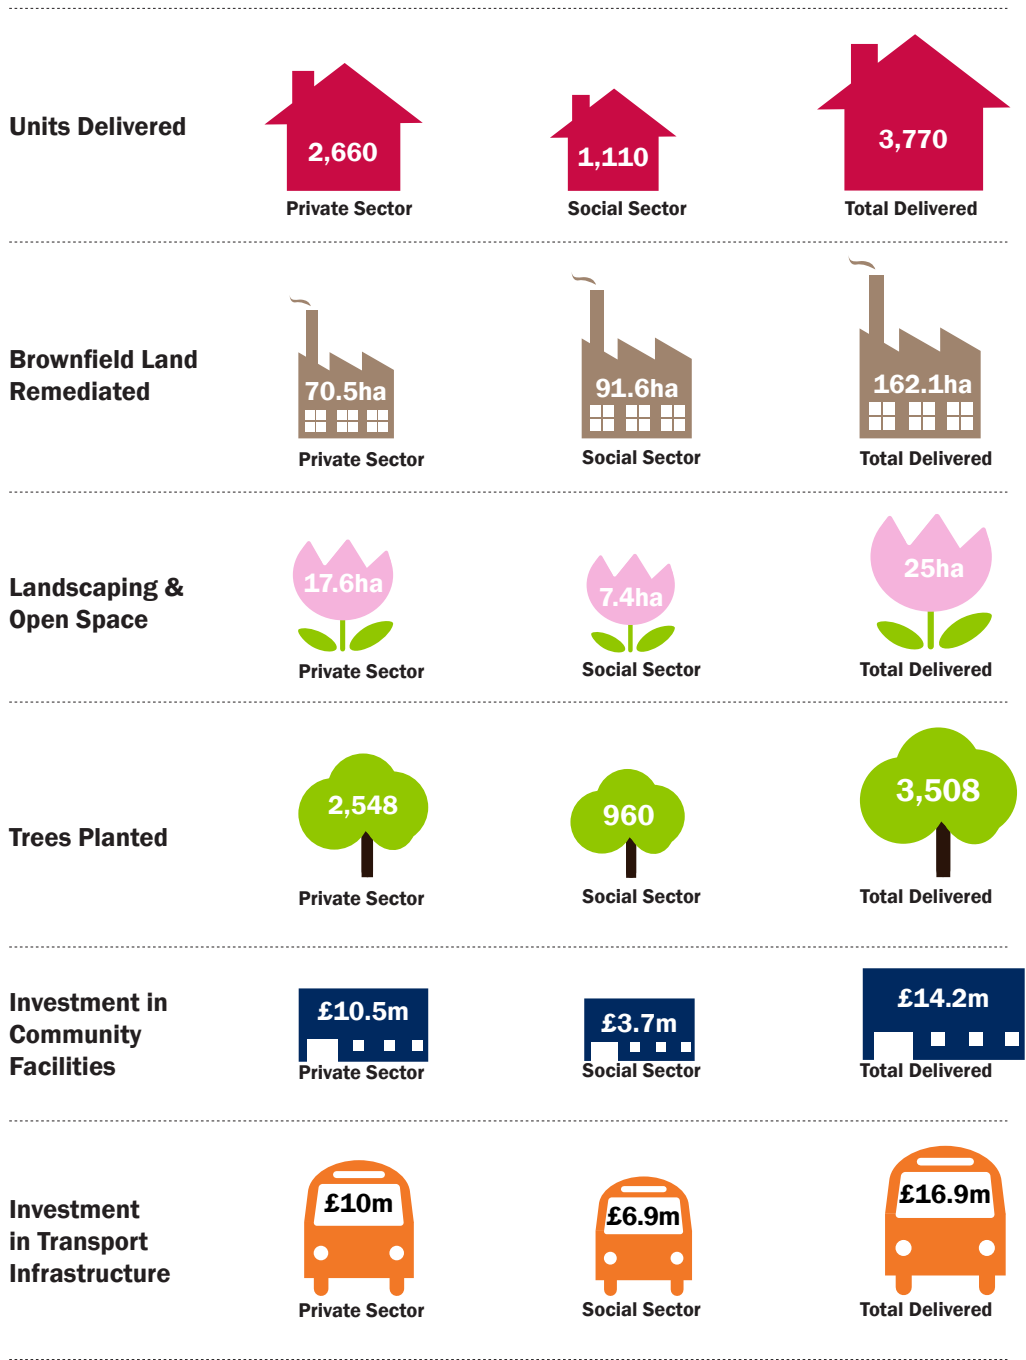 Units Delivered
2,660
Private Sector
1,110
Social Sector
3,770
Total Delivered
Brownfield Land
Remediated
70.5ha
Private Sector
91.6ha
Social Sector
162.1ha
Total Delivered
Landscaping &
Open Space
17.6ha
Private Sector
7.4ha
Social Sector
25ha
Total Delivered
Trees Planted
2,548
Private Sector
960
Social Sector
3,508
Total Delivered
Investment in
Community
Facilities
£10.5m
Private Sector
£3.7m
Social Sector
£14.2m
Total Delivered
Investment
in Transport
Infrastructure
£10m
Private Sector
£6.9m
Social Sector
£16.9m
Total Delivered